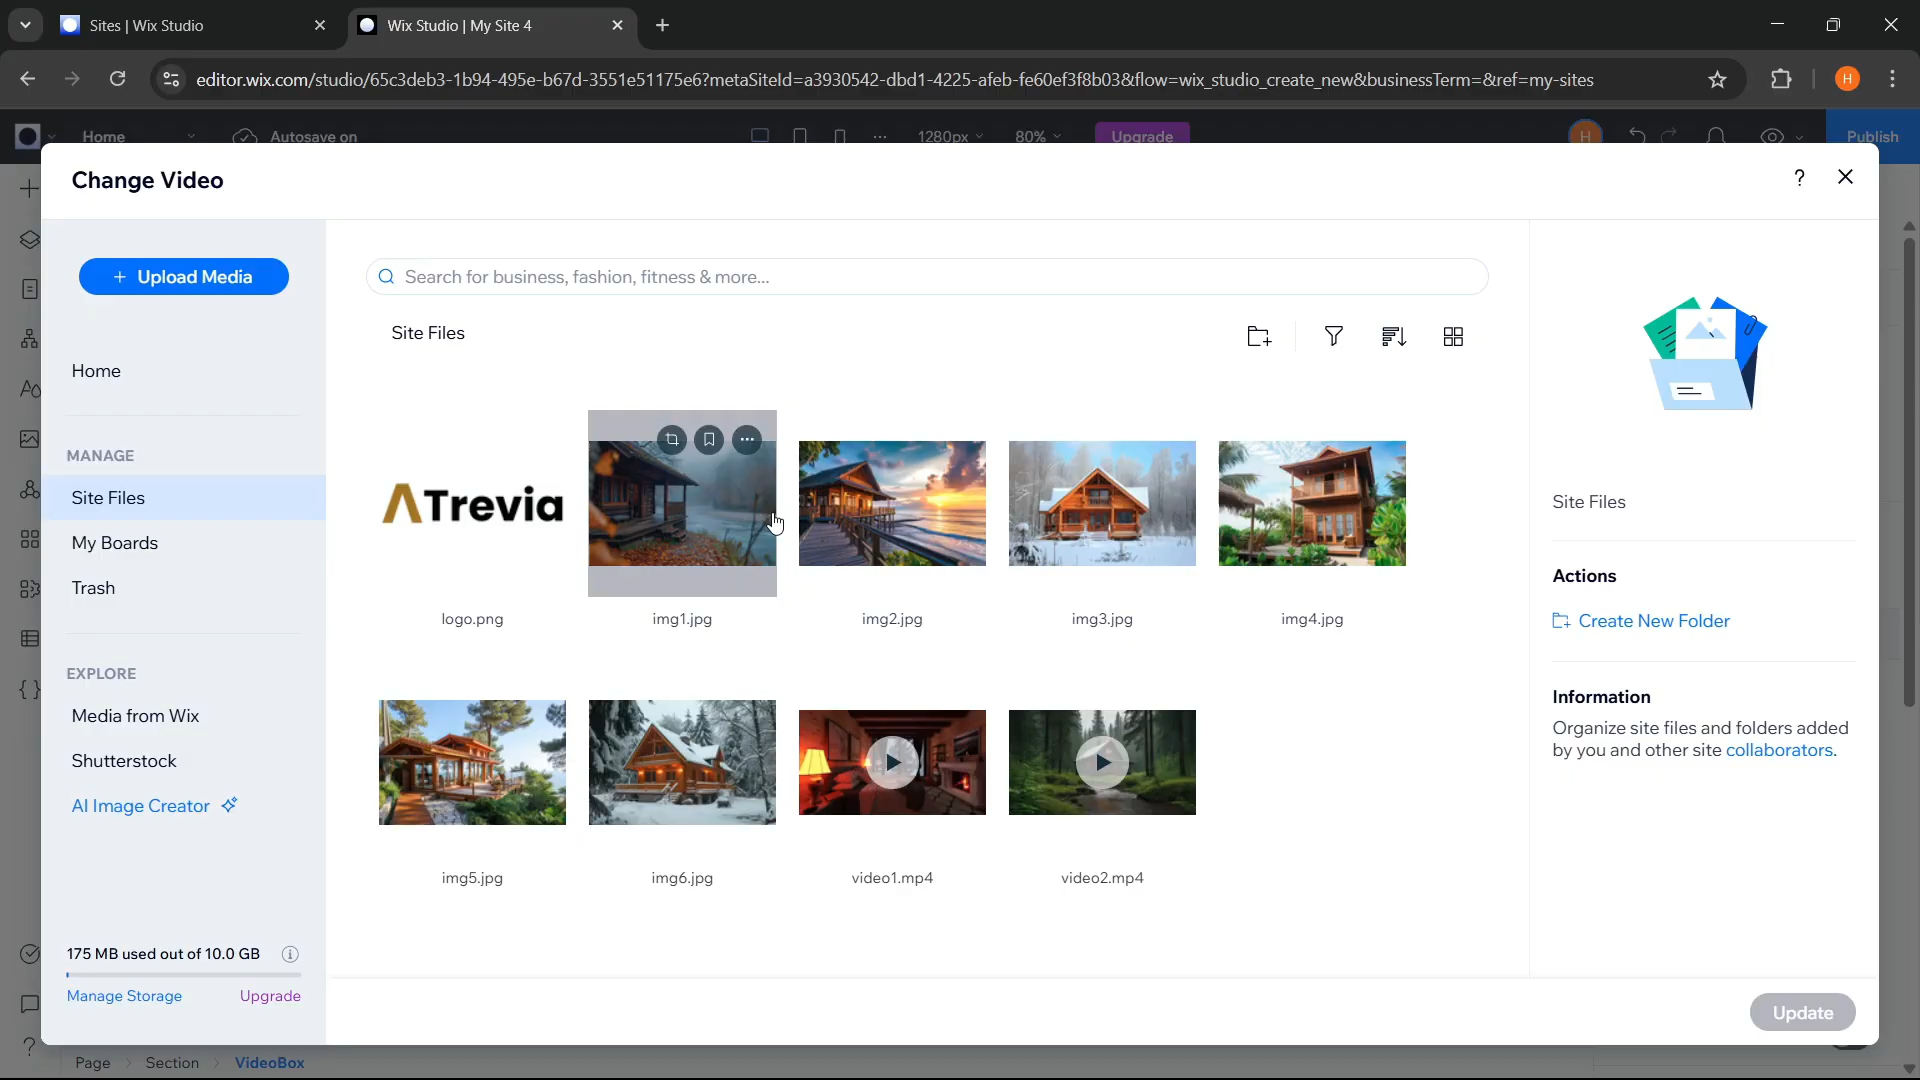 Sites | Wix Studio
Wix Studio | My Site 4
editor.wix.com/studio/65c3deb3-1b94-495e-b67d-3551e51175e6?metaSiteId=a3930542-dbd1-4225-afeb-fe60ef3f8b03&flow=wix_studio_create_new&businessTerm=&ref=my-sites
H
Home
Autosave on
1280px
80%
Upgrade
H
Publish
Change Video
?
+ Upload Media
Search for business, fashion, fitness & more...
Site Files
Home
MANAGE
Site Files
My Boards
Trash
EXPLORE
Media from Wix
Shutterstock
AI Image Creator
175 MB used out of 10.0 GB
Manage Storage
Upgrade
Trevia
logo.png
img1.jpg
img2.jpg
img3.jpg
img4.jpg
img5.jpg
img6.jpg
video1.mp4
video2.mp4
Site Files
Actions
Create New Folder
Information
Organize site files and folders added
by you and other site collaborators.
Update
Page > Section > VideoBox